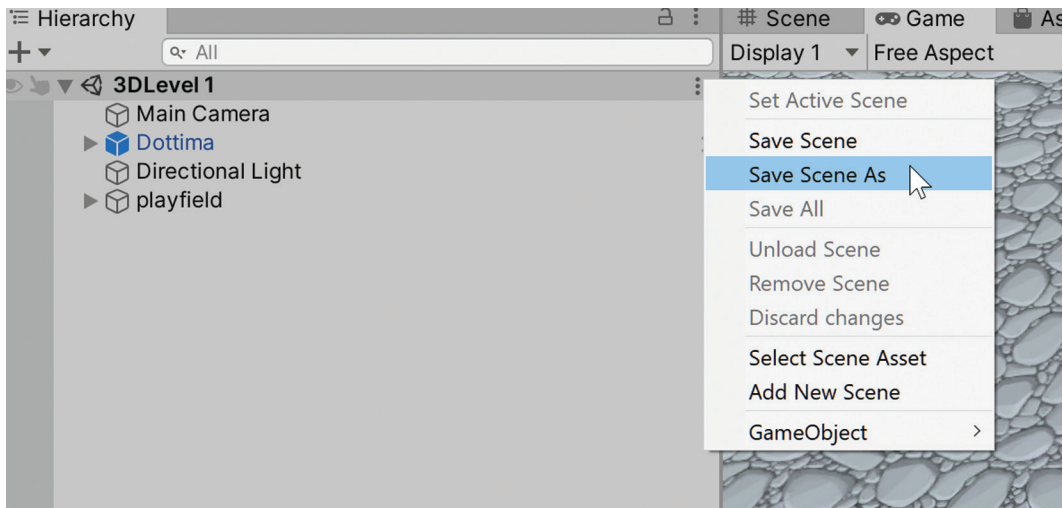 Hierarchy
Scene
Game
As
All
Display 1
Free Aspect
3DLevel 1
Main Camera
Dottima
Directional Light
playfield
Set Active Scene
Save Scene
Save Scene As
Save All
Unload Scene
Remove Scene
Discard changes
Select Scene Asset
Add New Scene
GameObject